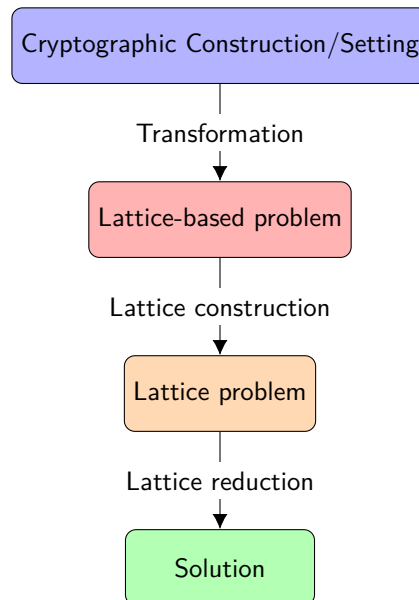 Cryptographic Construction/Setting
Transformation
Lattice-based problem
Lattice construction
Lattice problem
Lattice reduction
Solution